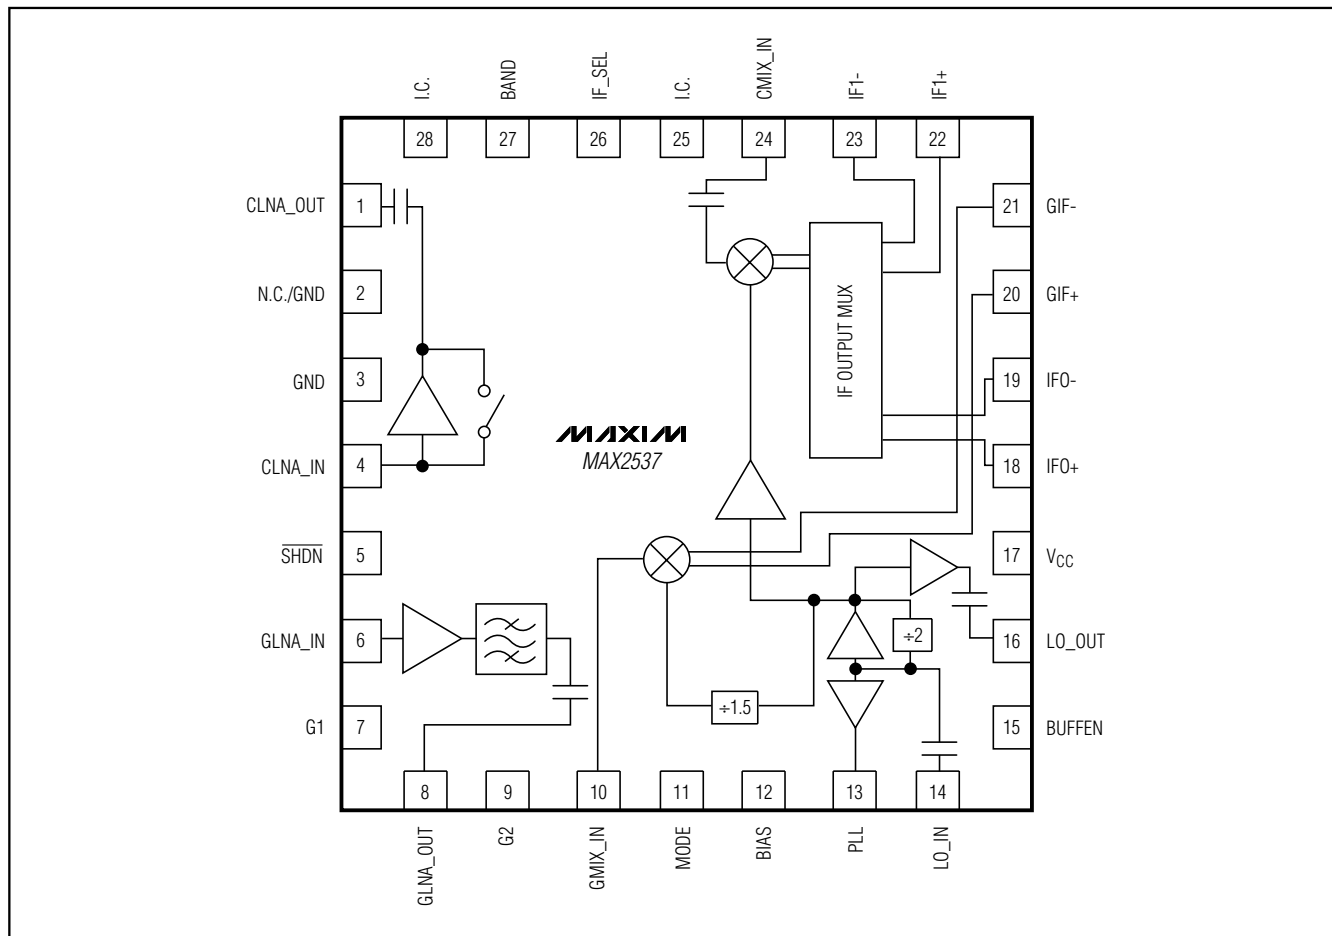 I.C.
BAND
IF_SEL
I.C.
CMIX_IN
IF1-
IF1+
28
27
26
25
24
23
22
CLNA_OUT
1
N.C./GND
2
GND
3
CLNA_IN
4
SHDN
5
GLNA_IN
6
G1
7
IF OUTPUT MUX
MAXIM
MAX2537
÷2
÷1.5
21
GIF-
20
GIF+
19
IFO-
18
IFO+
17
VCC
16
LO_OUT
15
BUFFEN
8
9
10
11
12
13
14
GLNA_OUT
G2
GMIX_IN
MODE
BIAS
PLL
LO_IN